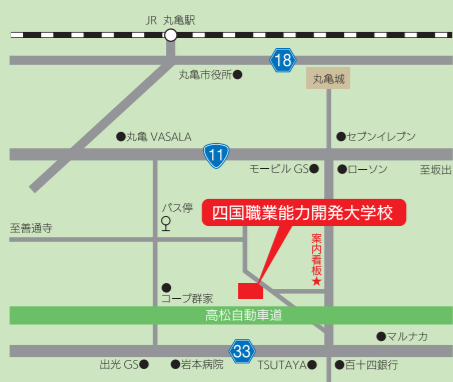 JR 丸亀駅
18
丸亀市役所●
丸亀城
●丸亀 VASALA
●セブンイレブン
11
モービル GS●
●ローソン
至坂出
バス停
四国職業能力開発大学校
至善通寺
案内看板★
●
コープ群家
高松自動車道
●マルナカ
33
出光 GS●
●岩本病院
TSUTAYA●
●百十四銀行